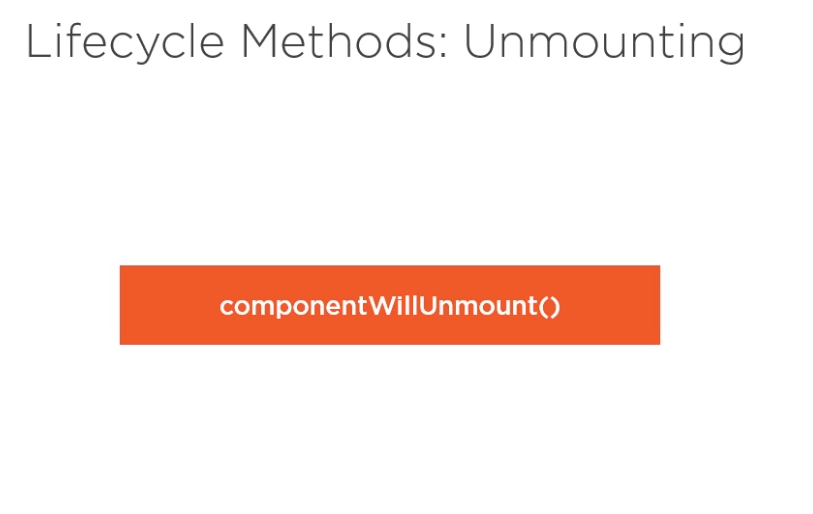 Lifecycle Methods: Unmounting
componentWillUnmount()